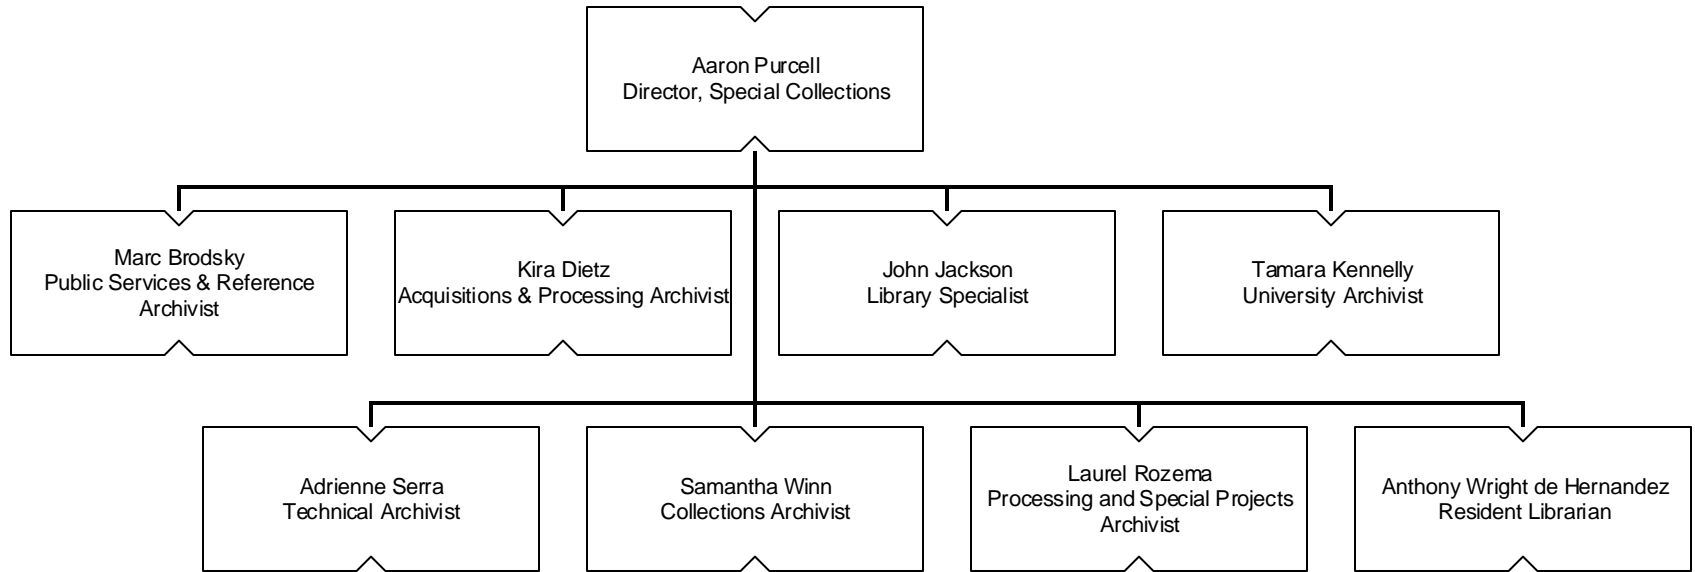 Aaron Purcell
Director, Special Collections
Marc Brodsky
Public Services & Reference
Archivist
Kira Dietz
Acquisitions & Processing Archivist
John Jackson
Library Specialist
Tamara Kennelly
University Archivist
Adrienne Serra
Technical Archivist
Samantha Winn
Collections Archivist
Laurel Rozema
Processing and Special Projects
Archivist
Anthony Wright de Hernandez
Resident Librarian